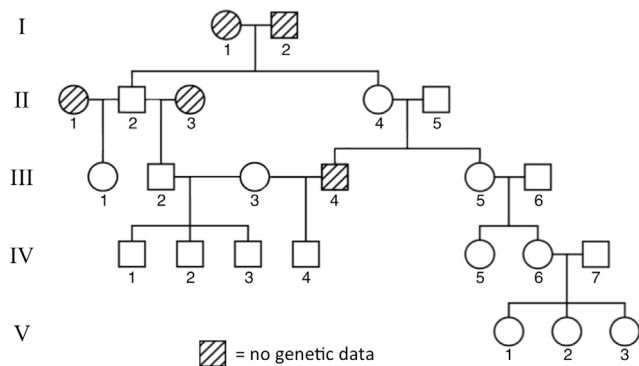 I
1 2
II
1 2 3 4 5
III
1 2 3 4 5 6
IV
1 2 3 4 5 6 7
V
1 2 3
= no genetic data